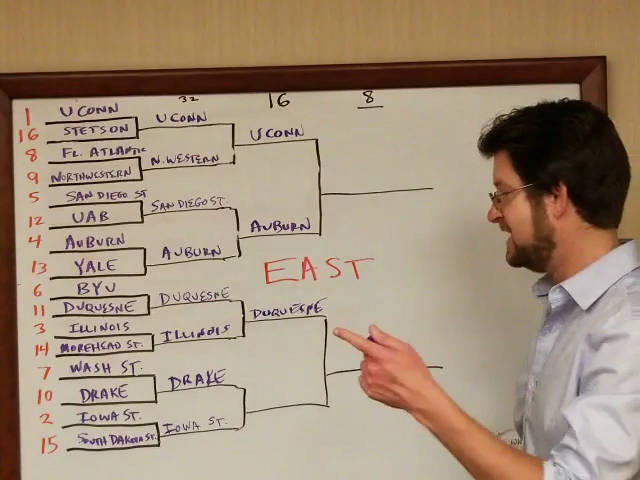 32 16 8
1 UCONN
16 STETSON
8 FL. ATLANTIC
9 NORTHWESTERN
5 SAN DIEGO ST
12 UAB
4 AUBURN
13 YALE
6 BYU
11 DUQUESNE
3 ILLINOIS
14 MOREHEAD ST.
7 WASH ST.
10 DRAKE
2 IOWA ST.
15 SOUTH DAKOTA ST.
UCONN
N.WESTERN
SAN DIEGO ST.
AUBURN
DUQUESNE
ILLINOIS
DRAKE
IOWA ST.
UCONN
AUBURN
DUQUESNE
EAST